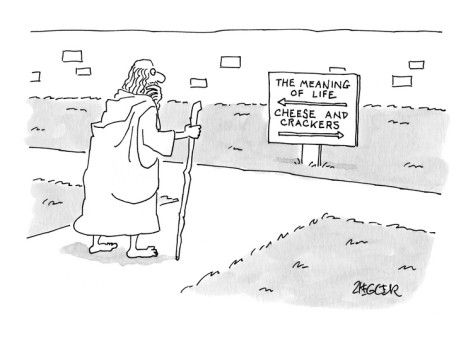 THE MEANING
OF LIFE
CHEESE AND
CRACKERS
ZIEGLER